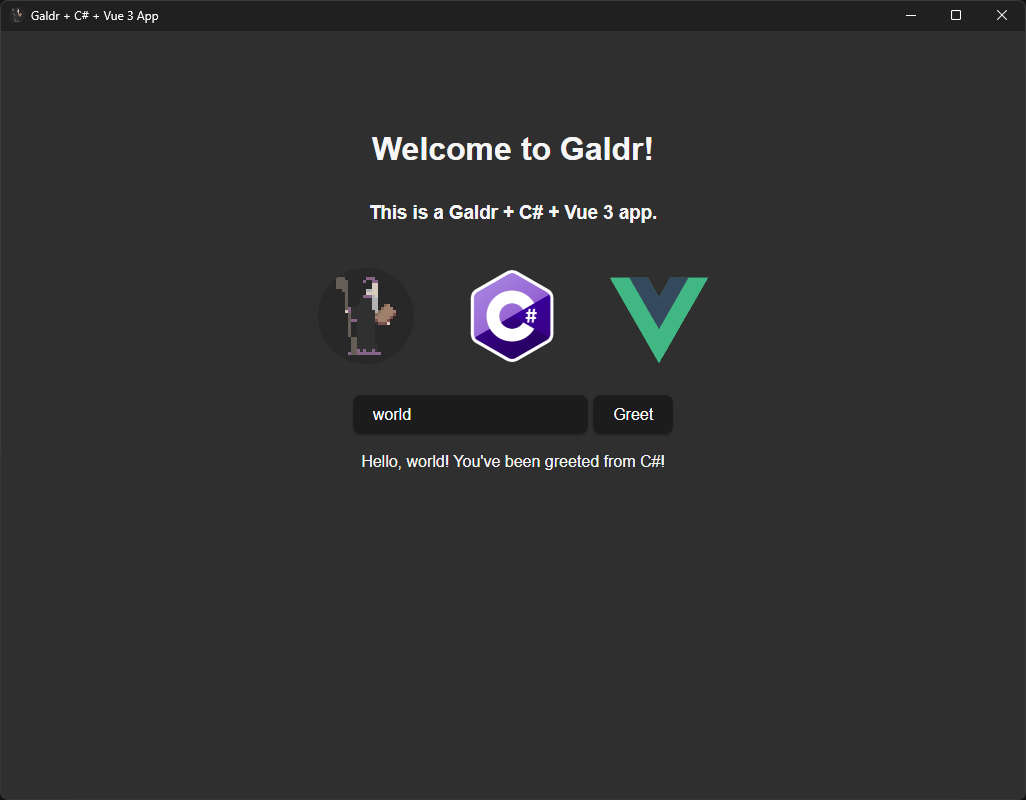 Galdr + C# + Vue 3 App
Welcome to Galdr!
This is a Galdr + C# + Vue 3 app.
C#
world
Greet
Hello, world! You've been greeted from C#!